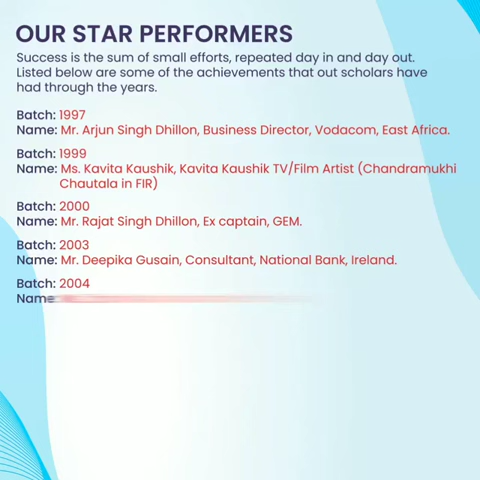 OUR STAR PERFORMERS
Success is the sum of small efforts, repeated day in and day out.
Listed below are some of the achievements that out scholars have
had through the years.
Batch: 1997
Name: Mr. Arjun Singh Dhillon, Business Director, Vodacom, East Africa.
Batch: 1999
Name: Ms. Kavita Kaushik, Kavita Kaushik TV/Film Artist (Chandramukhi
Chautala in FIR)
Batch: 2000
Name: Mr. Rajat Singh Dhillon, Ex captain, GEM.
Batch: 2003
Name: Mr. Deepika Gusain, Consultant, National Bank, Ireland.
Batch: 2004
Name